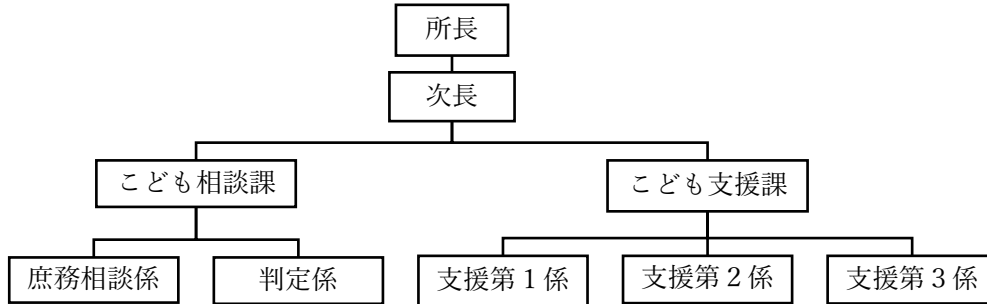 所長
次長
こども相談課
こども支援課
庶務相談係
判定係
支援第１係
支援第２係
支援第３係